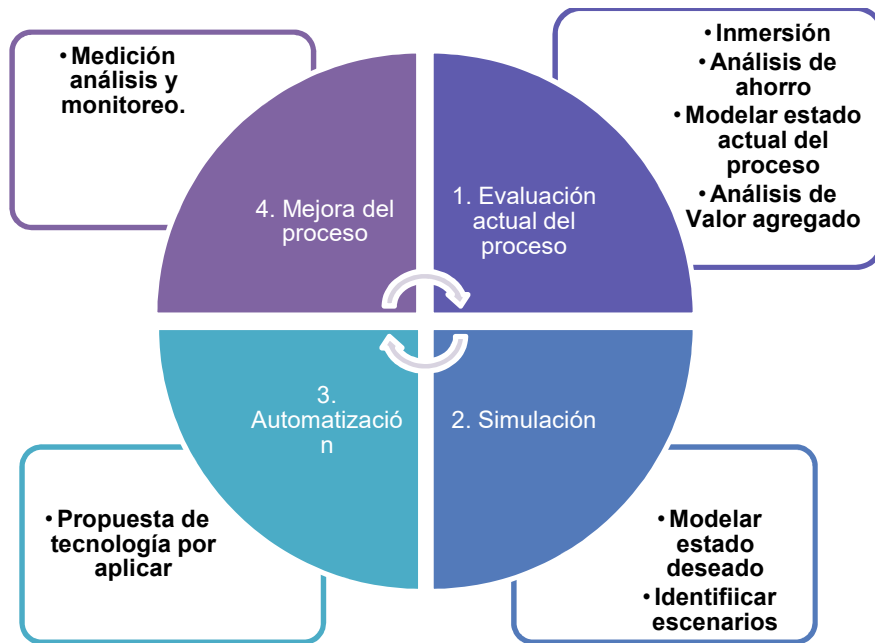 • Medición
análisis y
monitoreo.
• Inmersión
• Análisis de
ahorro
• Modelar estado
actual del
proceso
• Análisis de
Valor agregado
4. Mejora del
proceso
1. Evaluación
actual del
proceso
3.
Automatizació
n
2. Simulación
• Propuesta de
tecnología por
aplicar
• Modelar
estado
deseado
• Identifiicar
escenarios